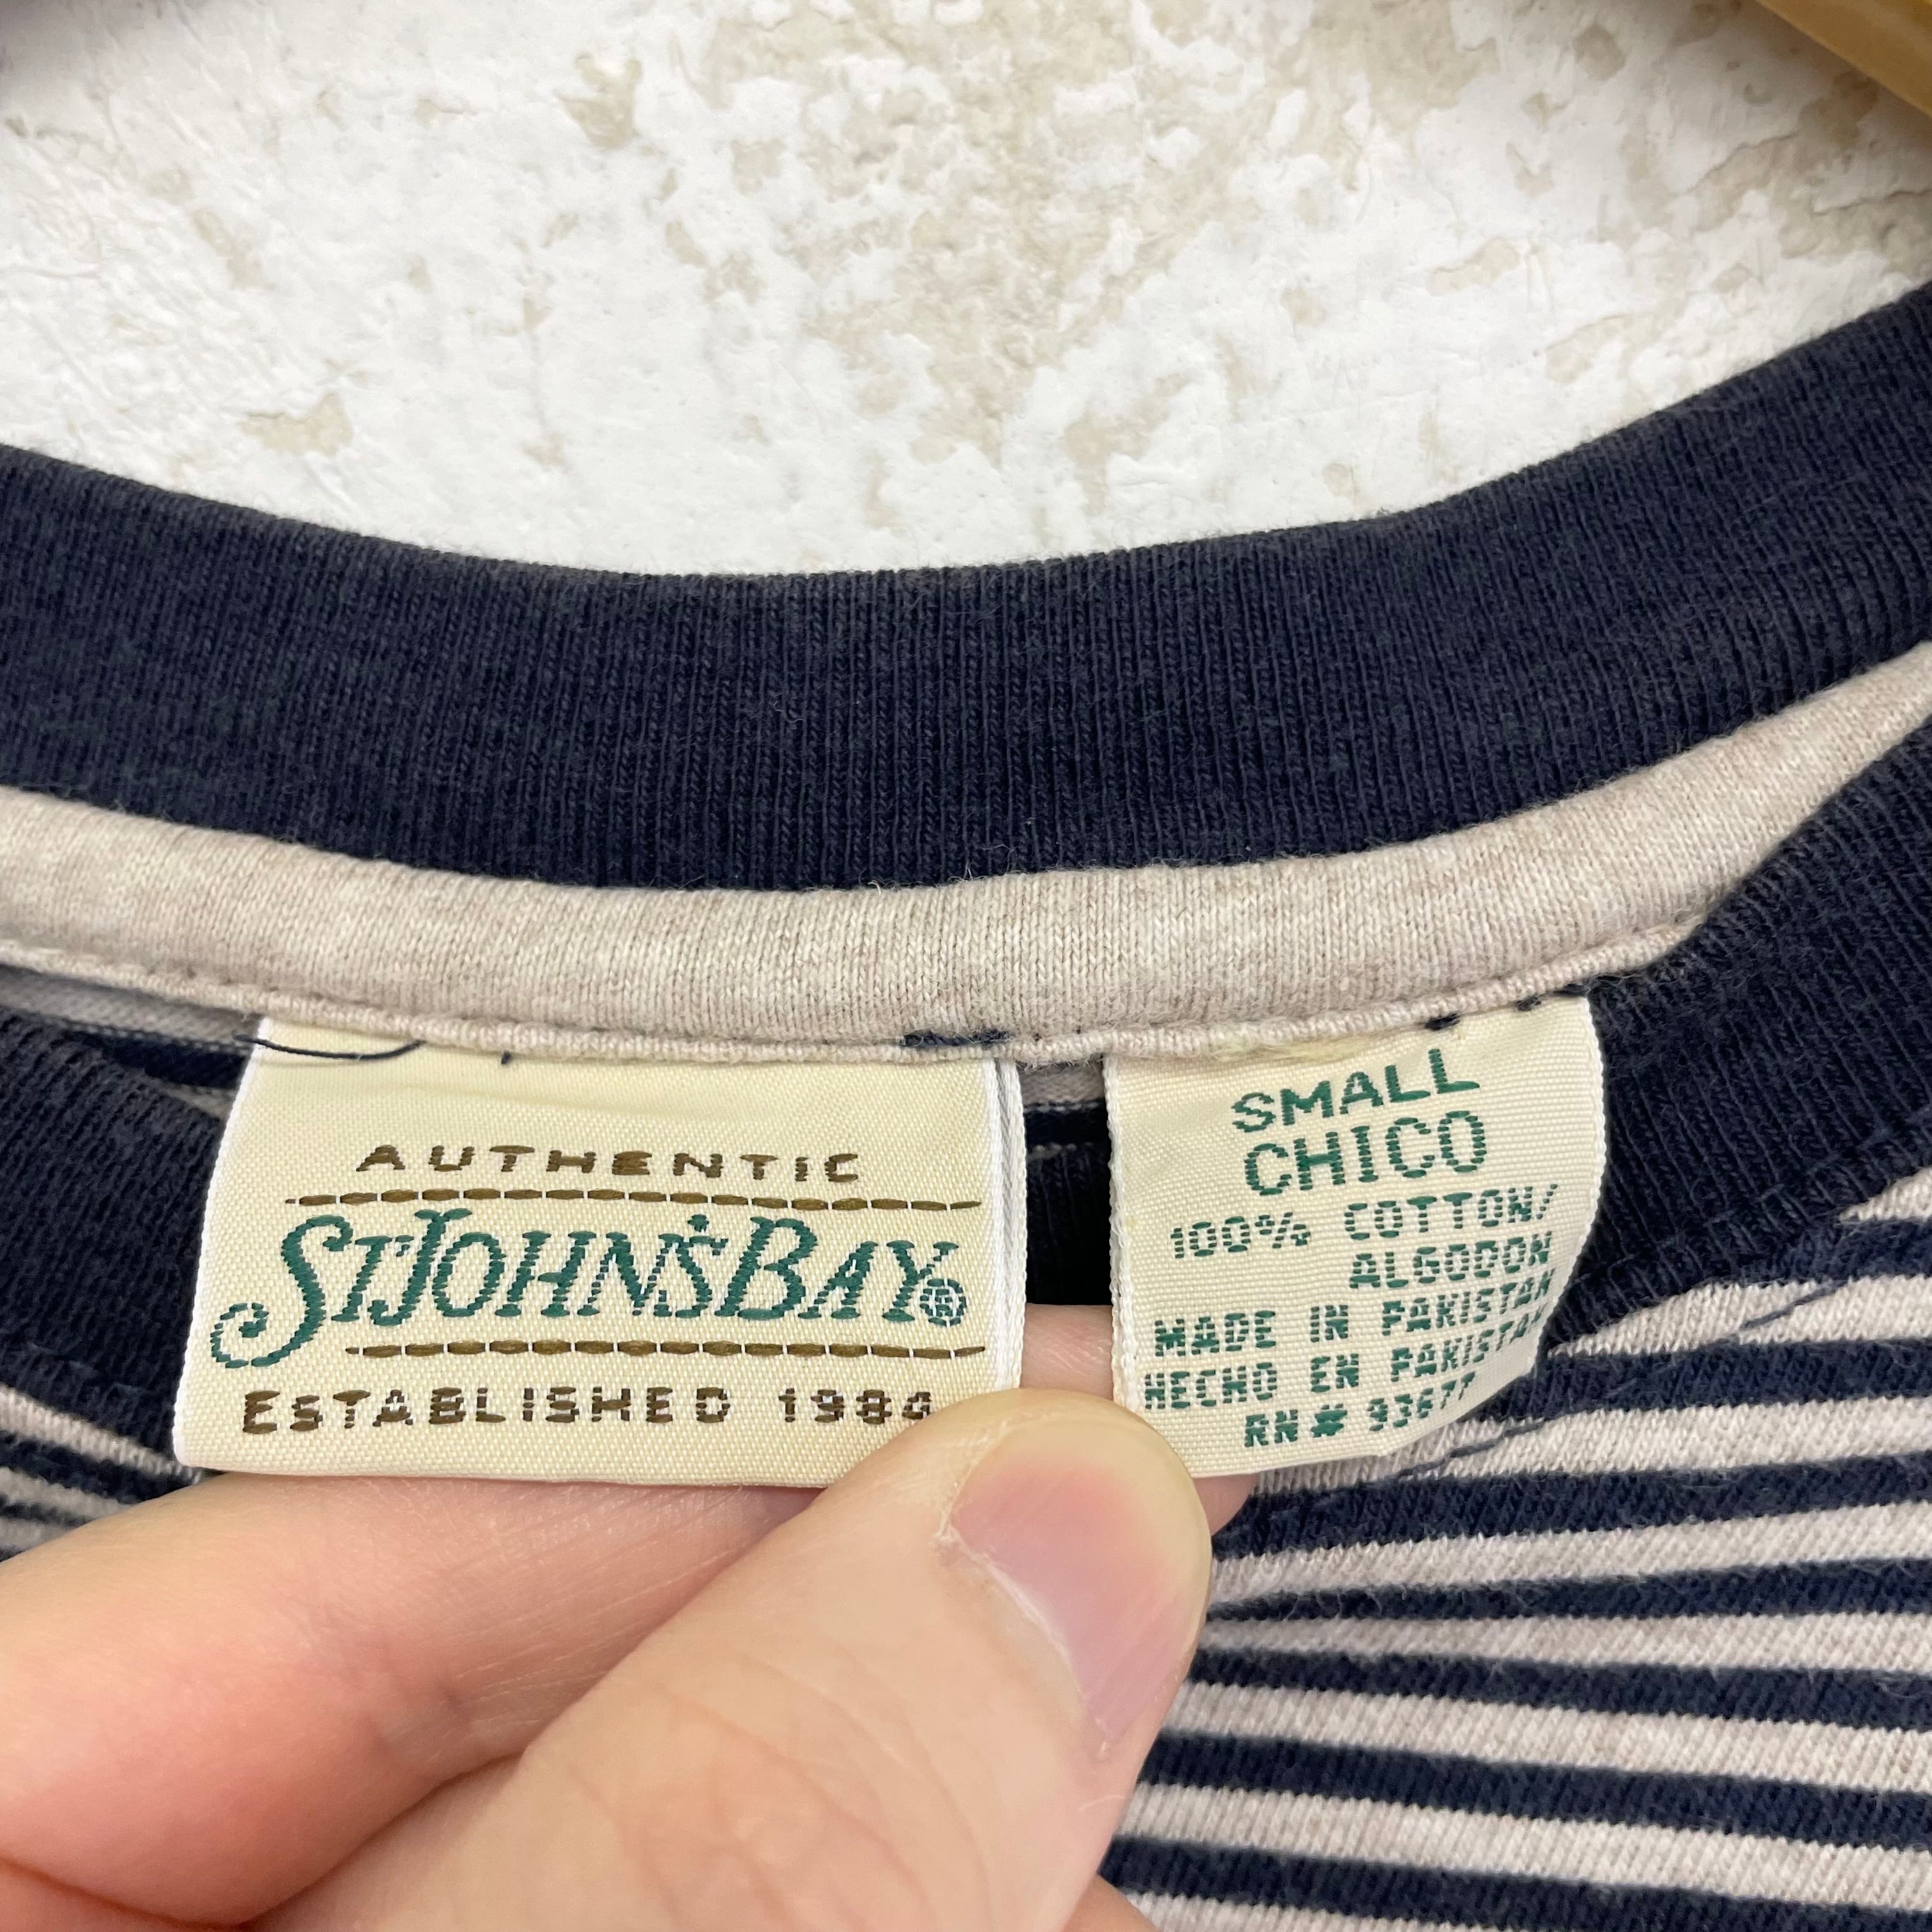 AUTHENTIC
ST. JOHN'S BAY®
ESTABLISHED 1984
SMALL
CHICO
100% COTTON/
ALGODON
MADE IN PAKISTAN
HECHO EN PAKISTAN
RN# 93677